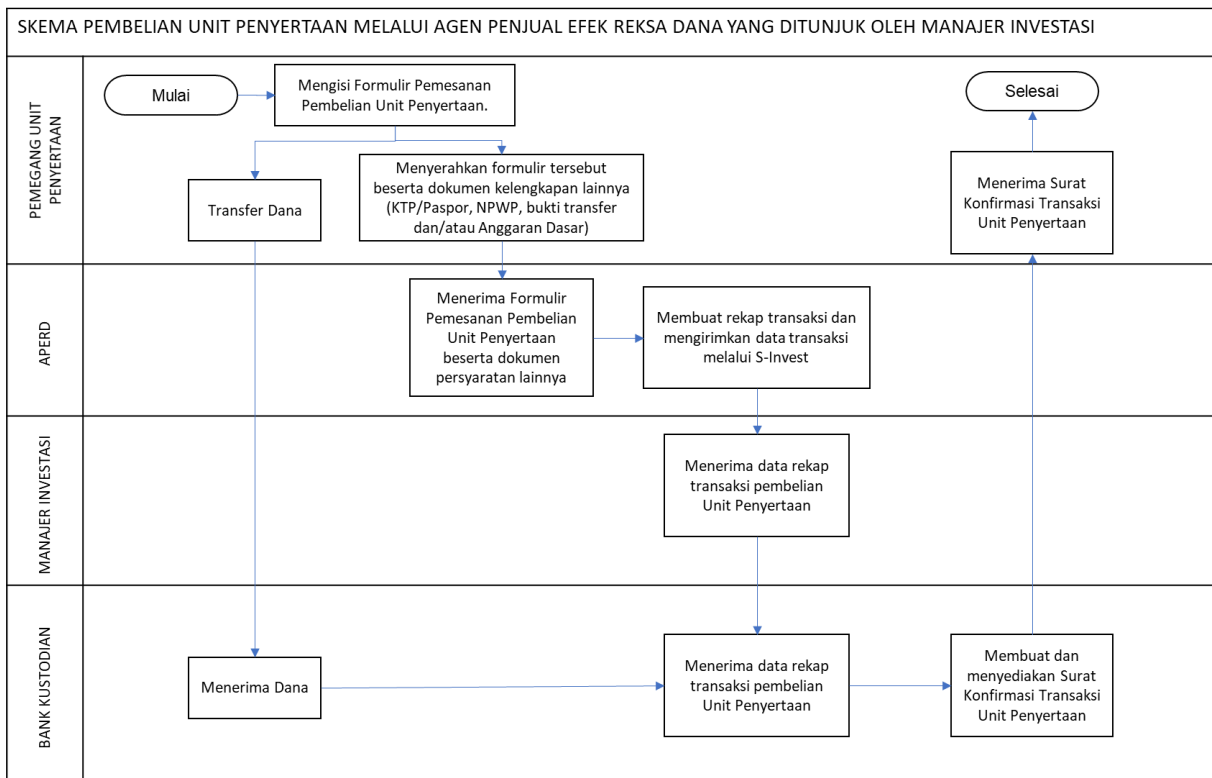 SKEMA PEMBELIAN UNIT PENYERTAAN MELALUI AGEN PENJUAL EFEK REKSA DANA YANG DITUNJUK OLEH MANAJER INVESTASI
PEMEGANG UNIT
PENYERTAAN
Mulai
Mengisi Formulir Pemesanan
Pembelian Unit Penyertaan.
Selesai
Transfer Dana
Menyerahkan formulir tersebut
beserta dokumen kelengkapan lainnya
(KTP/Paspor, NPWP, bukti transfer
dan/atau Anggaran Dasar)
Menerima Surat
Konfirmasi Transaksi
Unit Penyertaan
APERD
Menerima Formulir
Pemesanan Pembelian
Unit Penyertaan
beserta dokumen
persyaratan lainnya
Membuat rekap transaksi dan
mengirimkan data transaksi
melalui S-Invest
MANAJER INVESTASI
Menerima data rekap
transaksi pembelian
Unit Penyertaan
BANK KUSTODIAN
Menerima Dana
Menerima data rekap
transaksi pembelian
Unit Penyertaan
Membuat dan
menyediakan Surat
Konfirmasi Transaksi
Unit Penyertaan